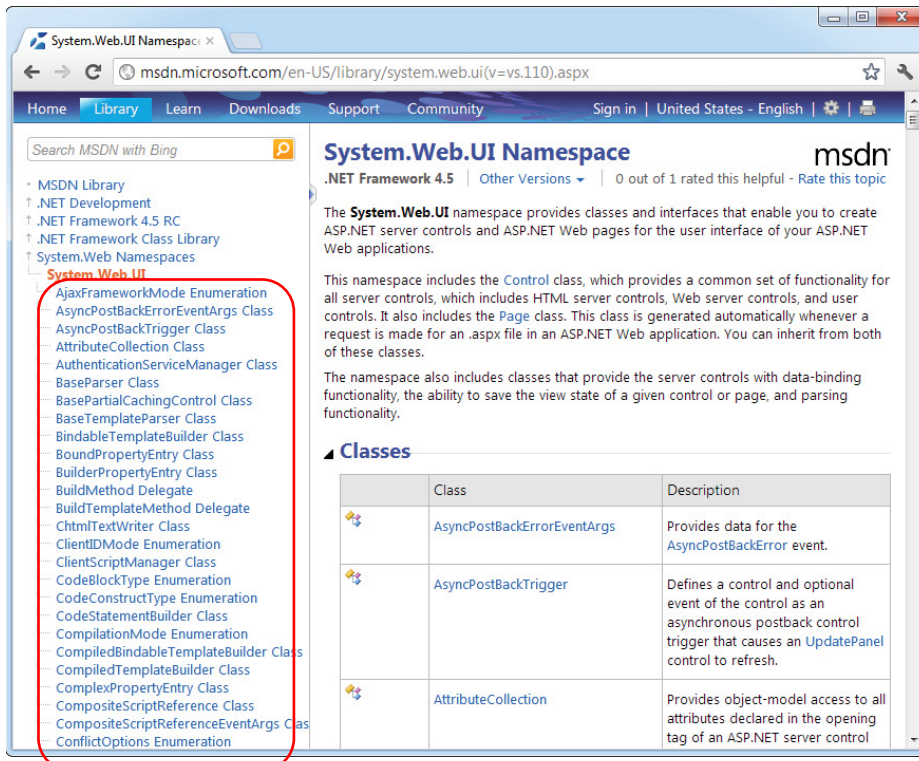 System.Web.UI Namespac
msdn.microsoft.com/en-US/library/system.web.ui(v=vs.110).aspx
Home Library Learn Downloads Support Community Sign in | United States - English |
Search MSDN with Bing
MSDN Library
.NET Development
.NET Framework 4.5 RC
.NET Framework Class Library
System.Web Namespaces
System.Web.UI
AjaxFrameworkMode Enumeration
AsyncPostBackErrorEventArgs Class
AsyncPostBackTrigger Class
AttributeCollection Class
AuthenticationServiceManager Class
BaseParser Class
BasePartialCachingControl Class
BaseTemplateParser Class
BindableTemplateBuilder Class
BoundPropertyEntry Class
BuilderPropertyEntry Class
BuildMethod Delegate
BuildTemplateMethod Delegate
ChtmlTextWriter Class
ClientIDMode Enumeration
ClientScriptManager Class
CodeBlockType Enumeration
CodeConstructType Enumeration
CodeStatementBuilder Class
CompilationMode Enumeration
CompiledBindableTemplateBuilder Class
CompiledTemplateBuilder Class
ComplexPropertyEntry Class
CompositeScriptReference Class
CompositeScriptReferenceEventArgs Clas
ConflictOptions Enumeration
System.Web.UI Namespace
msdn
.NET Framework 4.5 | Other Versions | 0 out of 1 rated this helpful - Rate this topic
The System.Web.UI namespace provides classes and interfaces that enable you to create
ASP.NET server controls and ASP.NET Web pages for the user interface of your ASP.NET
Web applications.
This namespace includes the Control class, which provides a common set of functionality for
all server controls, which includes HTML server controls, Web server controls, and user
controls. It also includes the Page class. This class is generated automatically whenever a
request is made for an .aspx file in an ASP.NET Web application. You can inherit from both
of these classes.
The namespace also includes classes that provide the server controls with data-binding
functionality, the ability to save the view state of a given control or page, and parsing
functionality.
Classes
Class Description
AsyncPostBackErrorEventArgs
Provides data for the
AsyncPostBackError event.
AsyncPostBackTrigger
Defines a control and optional
event of the control as an
asynchronous postback control
trigger that causes an UpdatePanel
control to refresh.
AttributeCollection
Provides object-model access to all
attributes declared in the opening
tag of an ASP.NET server control